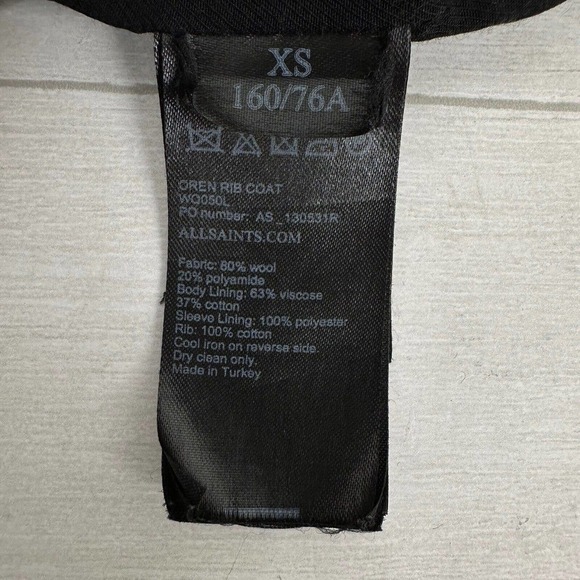 XS
160/76A
OREN RIB COAT
WO050L
PO number: AS_130531R
ALLSAINTS.COM
Fabric: 80% wool
20% polyamide
Body Lining: 63% viscose
37% cotton
Sleeve Lining: 100% polyester
Rib: 100% cotton
Cool iron on reverse side.
Dry clean only.
Made in Turkey